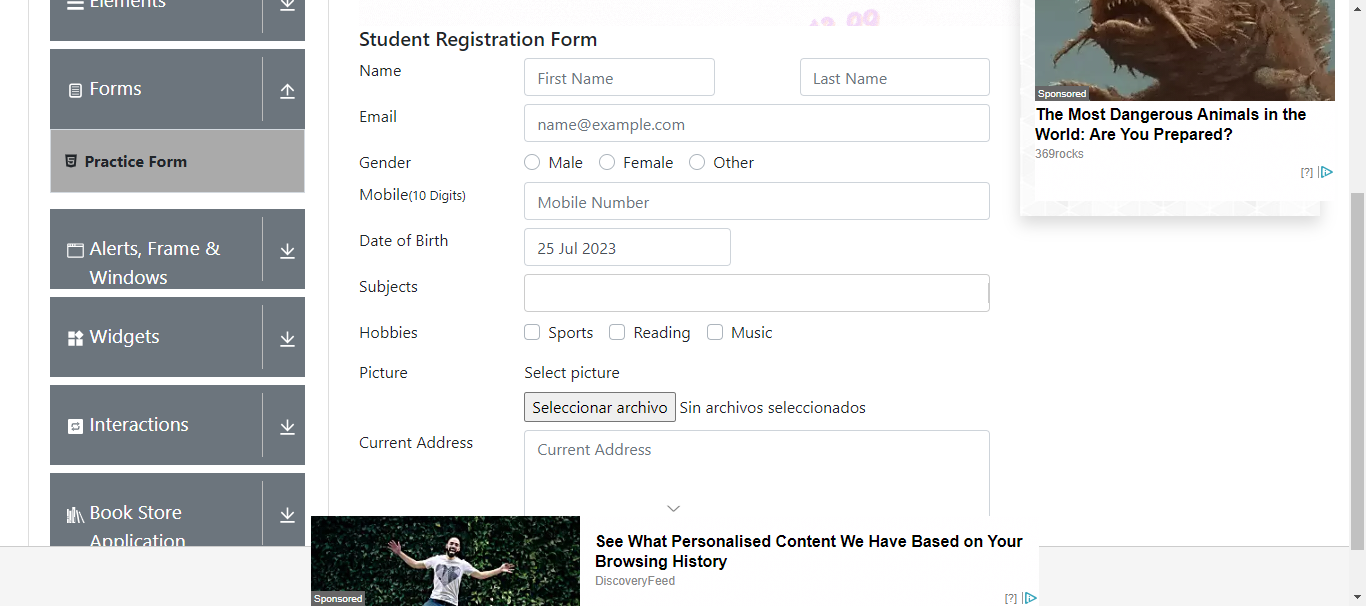 Elements
Forms
Practice Form
Alerts, Frame &
Windows
Widgets
Interactions
Book Store
Application
Student Registration Form
Name
First Name
Last Name
Email
name@example.com
Gender
Male
Female
Other
Mobile(10 Digits)
Mobile Number
Date of Birth
25 Jul 2023
Subjects
Hobbies
Sports
Reading
Music
Picture
Select picture
Seleccionar archivo
Sin archivos seleccionados
Current Address
Current Address
Sponsored
The Most Dangerous Animals in the
World: Are You Prepared?
369rocks
[?]
Sponsored
See What Personalised Content We Have Based on Your
Browsing History
DiscoveryFeed
[?]